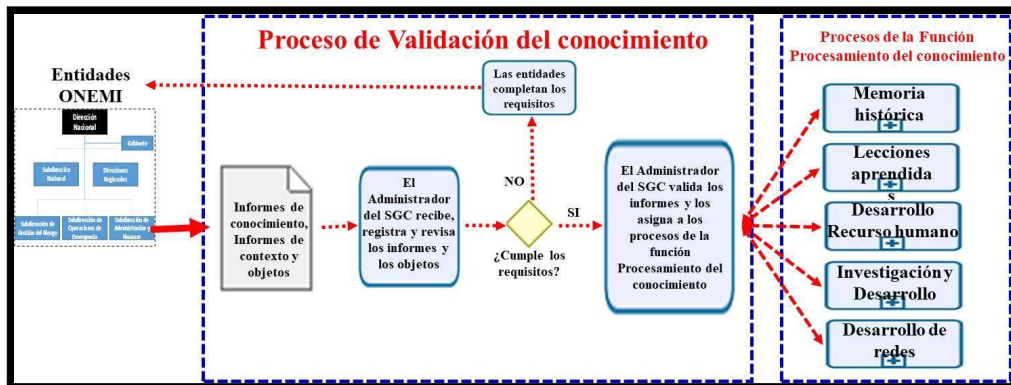 Proceso de Validación del conocimiento
Procesos de la Función
Procesamiento del conocimiento
Entidades
ONEMI
Dirección
Nacional
Gabinete
Subdirección
Nacional
Direcciones
Regionales
Subdirección de
Gestión del Riesgo
Subdirección de
Operaciones de
Emergencia
Subdirección de
Administración y
Finanzas
Informes de
conocimiento,
Informes de
contexto y
objetos
El
Administrador
del SGC recibe,
registra y revisa
los informes y
los objetos
Las entidades
completan los
requisitos
NO
SI
¿Cumple los
requisitos?
El Administrador
del SGC valida los
informes y los
asigna a los
procesos de la
función
Procesamiento del
conocimiento
Memoria
histórica
Lecciones
aprendida
s
Desarrollo
Recurso humano
Investigación y
Desarrollo
Desarrollo de
redes